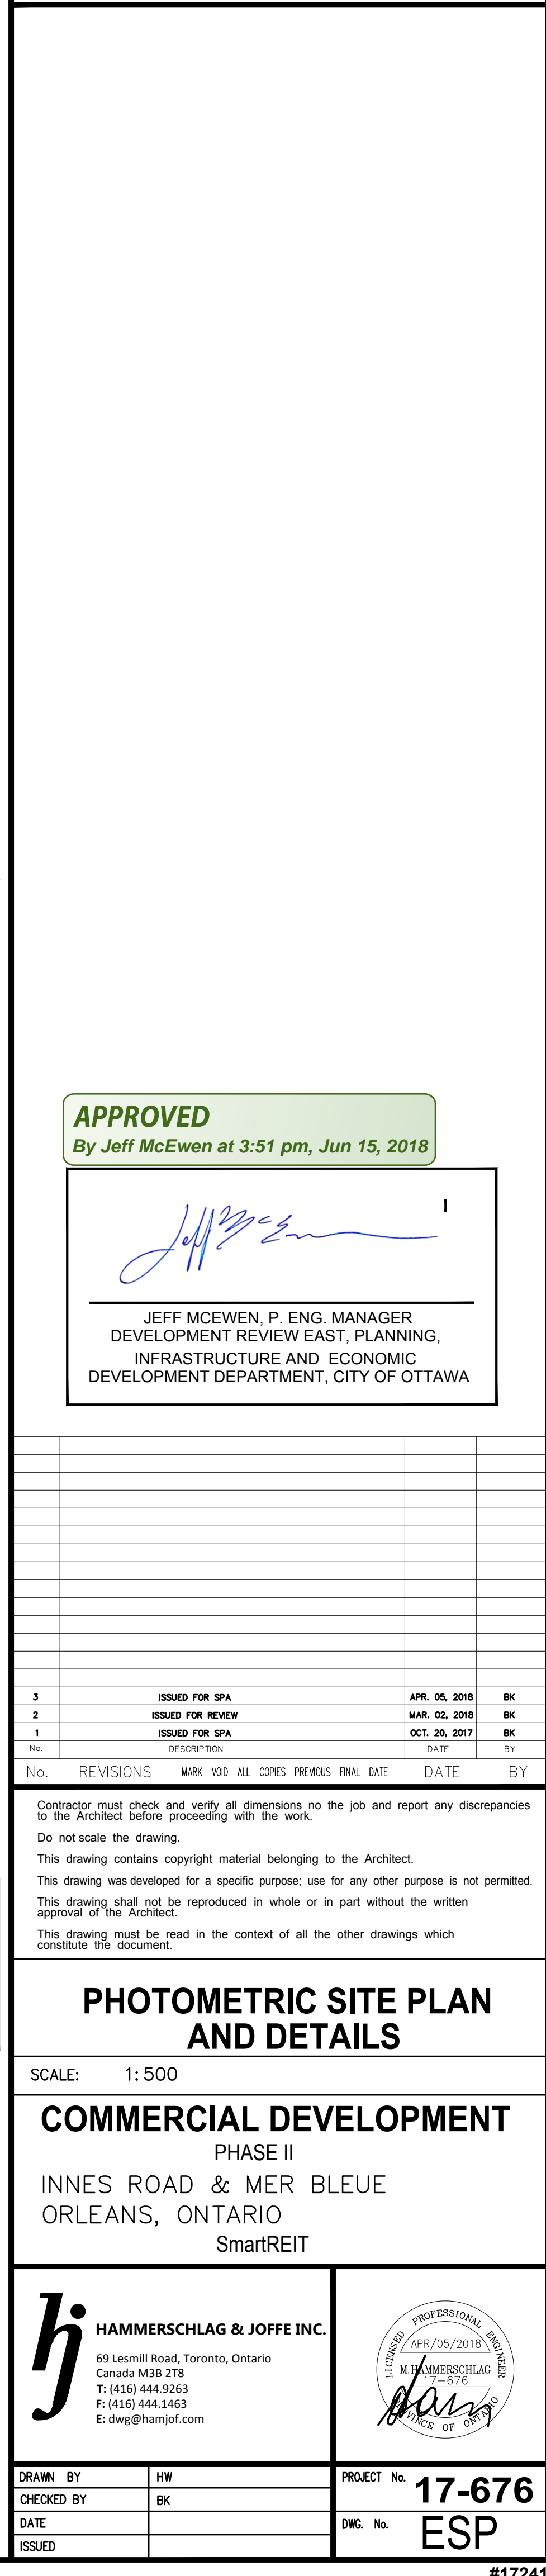 APPROVED
By Jeff McEwen at 3:51 pm, Jun 15, 2018
JEFF MCEWEN, P. ENG. MANAGER
DEVELOPMENT REVIEW EAST, PLANNING,
INFRASTRUCTURE AND ECONOMIC
DEVELOPMENT DEPARTMENT, CITY OF OTTAWA
3 ISSUED FOR SPA APR. 05, 2018 BK
2 ISSUED FOR REVIEW MAR. 02, 2018 BK
1 ISSUED FOR SPA OCT. 20, 2017 BK
No. DESCRIPTION DATE BY
No. REVISIONS MARK VOID ALL COPIES PREVIOUS FINAL DATE DATE BY
Contractor must check and verify all dimensions no the job and report any discrepancies
to the Architect before proceeding with the work.
Do not scale the drawing.
This drawing contains copyright material belonging to the Architect.
This drawing was developed for a specific purpose; use for any other purpose is not permitted.
This drawing shall not be reproduced in whole or in part without the written
approval of the Architect.
This drawing must be read in the context of all the other drawings which
constitute the document.
PHOTOMETRIC SITE PLAN
AND DETAILS
SCALE: 1:500
COMMERCIAL DEVELOPMENT
PHASE II
INNES ROAD & MER BLEUE
ORLEANS, ONTARIO
SmartREIT
hj
HAMMERSCHLAG & JOFFE INC.
69 Lesmill Road, Toronto, Ontario
Canada M3B 2T8
T: (416) 444.9263
F: (416) 444.1463
E: dwg@hamjof.com
LICENSED PROFESSIONAL ENGINEER
APR/05/2018
M. HAMMERSCHLAG
17-676
PROVINCE OF ONTARIO
DRAWN BY HW
CHECKED BY BK
DATE
ISSUED
PROJECT No. 17-676
DWG. No. ESP
#17241